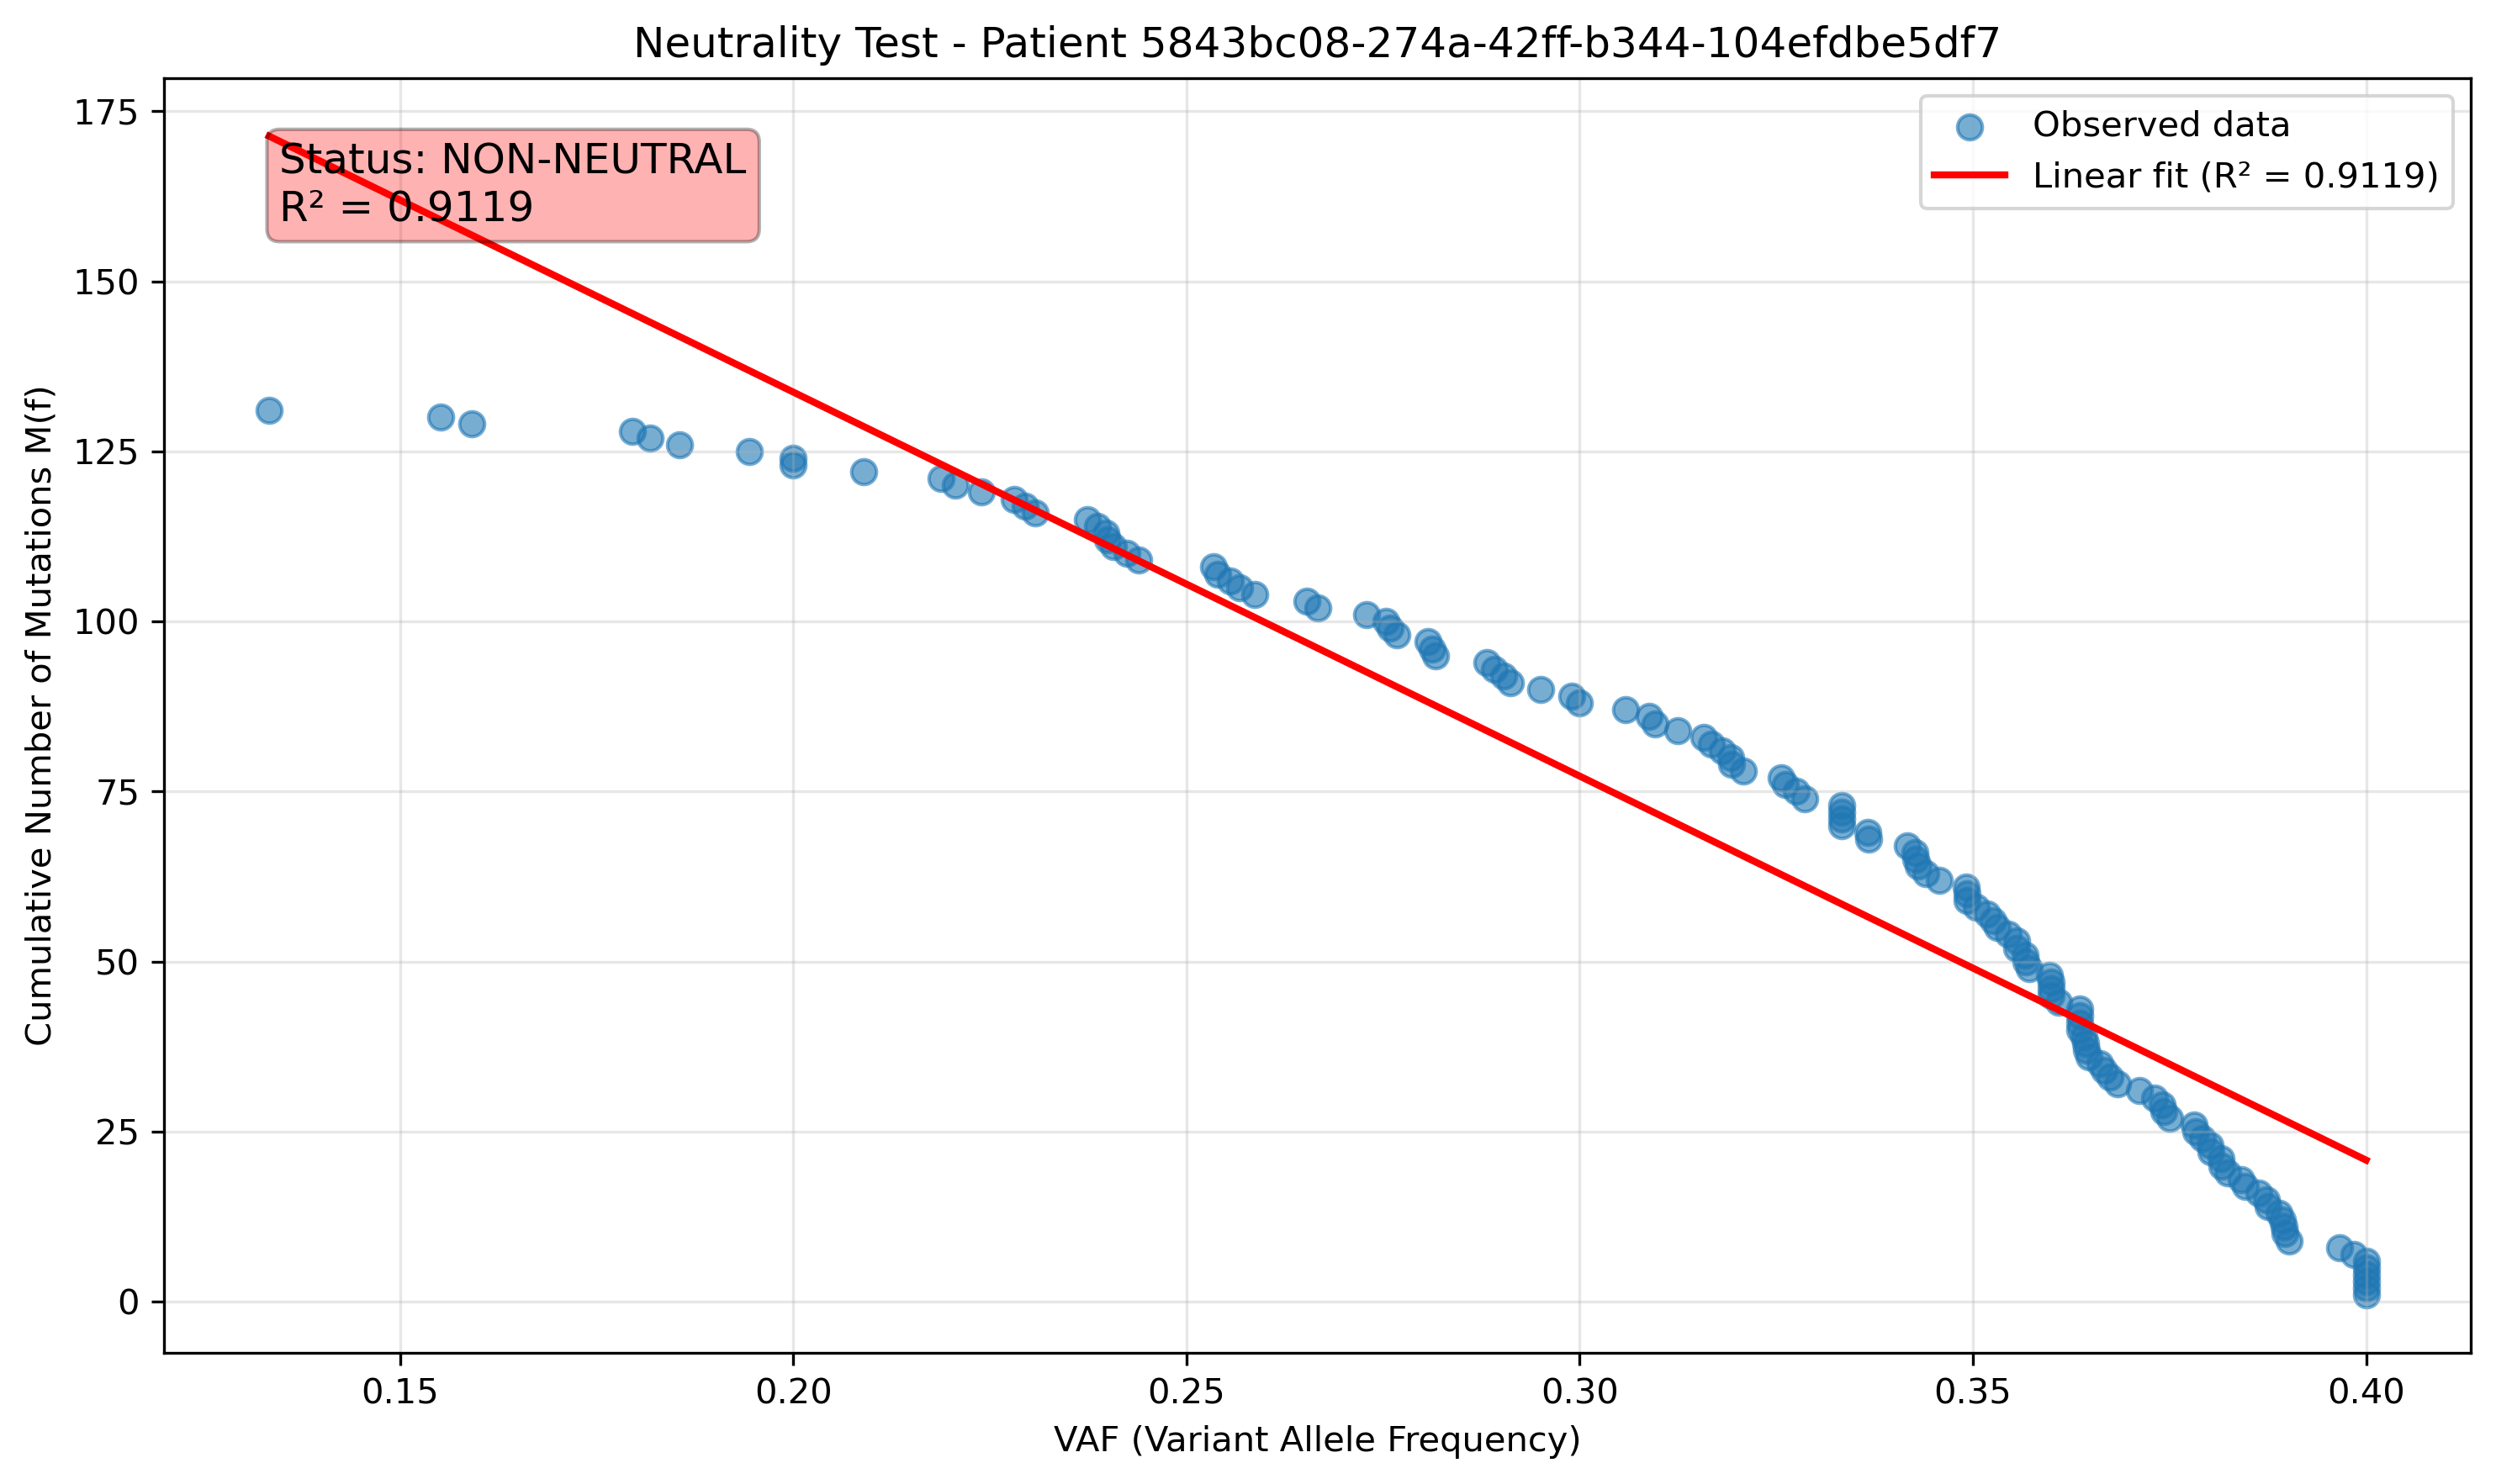 Neutrality Test - Patient 5843bc08-274a-42ff-b344-104efdbe5df7
Status: NON-NEUTRAL
R² = 0.9119
Observed data
Linear fit (R² = 0.9119)
Cumulative Number of Mutations M(f)
175
150
125
100
75
50
25
0
0.15 0.20 0.25 0.30 0.35 0.40
VAF (Variant Allele Frequency)